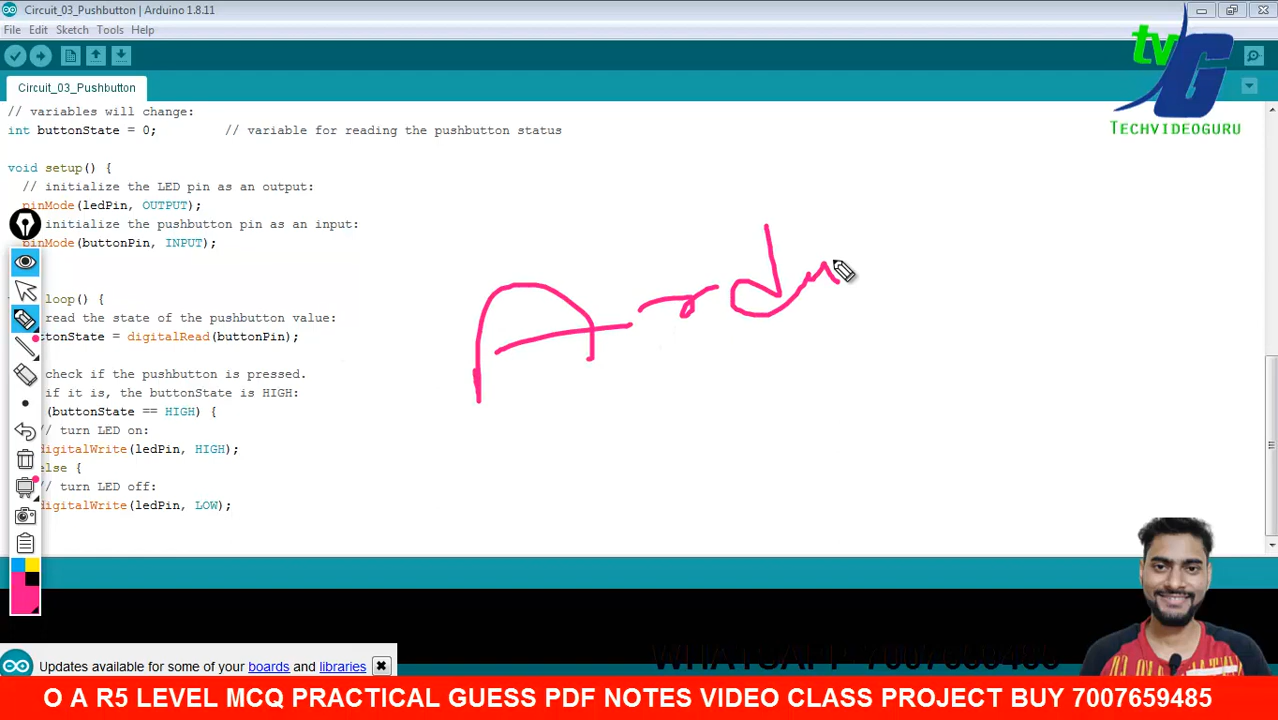 Circuit_03_Pushbutton | Arduino 1.8.11
File Edit Sketch Tools Help
tv
G
TECHVIDEOGURU
Circuit_03_Pushbutton
// variables will change:
int buttonState = 0; // variable for reading the pushbutton status
void setup() {
// initialize the LED pin as an output:
pinMode(ledPin, OUTPUT);
initialize the pushbutton pin as an input:
pinMode(buttonPin, INPUT);
loop() {
read the state of the pushbutton value:
tonState = digitalRead(buttonPin);
check if the pushbutton is pressed.
if it is, the buttonState is HIGH:
(buttonState == HIGH) {
// turn LED on:
digitalWrite(ledPin, HIGH);
else {
// turn LED off:
digitalWrite(ledPin, LOW);
Ardu
Updates available for some of your boards and libraries
WHATSAPP 7007659485
O A R5 LEVEL MCQ PRACTICAL GUESS PDF NOTES VIDEO CLASS PROJECT BUY 7007659485